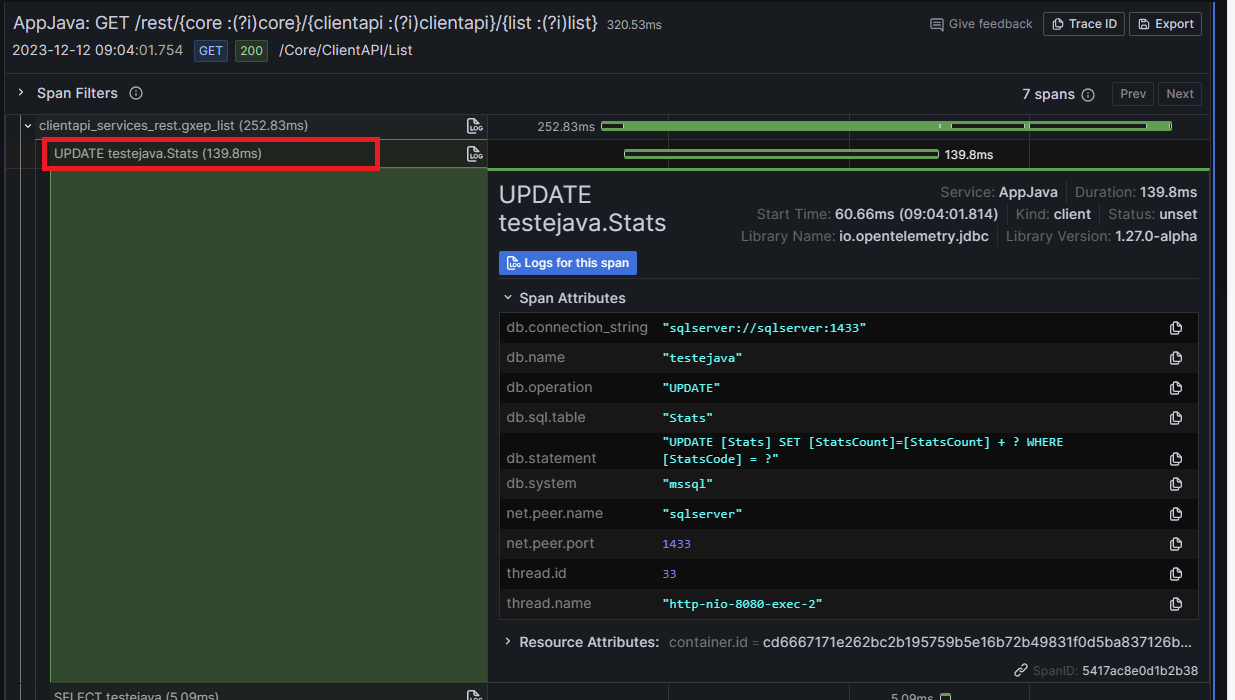 AppJava: GET /rest/{core :(?i)core}/{clientapi :(?i)clientapi}/{list :(?i)list} 320.53ms
Give feedback
Trace ID
Export
2023-12-12 09:04:01.754 GET 200 /Core/ClientAPI/List
Span Filters
7 spans
Prev
Next
clientapi_services_rest.gxep_list (252.83ms)
LOG
252.83ms
UPDATE testejava.Stats (139.8ms)
LOG
139.8ms
UPDATE
testejava.Stats
Service: AppJava
Duration: 139.8ms
Start Time: 60.66ms (09:04:01.814)
Kind: client
Status: unset
Library Name: io.opentelemetry.jdbc
Library Version: 1.27.0-alpha
LOG Logs for this span
Span Attributes
db.connection_string "sqlserver://sqlserver:1433"
db.name "testejava"
db.operation "UPDATE"
db.sql.table "Stats"
db.statement "UPDATE [Stats] SET [StatsCount]=[StatsCount] + ? WHERE
[StatsCode] = ?"
db.system "mssql"
net.peer.name "sqlserver"
net.peer.port 1433
thread.id 33
thread.name "http-nio-8080-exec-2"
Resource Attributes: container.id = cd6667171e262bc2b195759b5e16b72b49831f0d5ba837126b...
SpanID: 5417ac8e0d1b2b38
SELECT testejava (5.09ms)
LOG
5.09ms